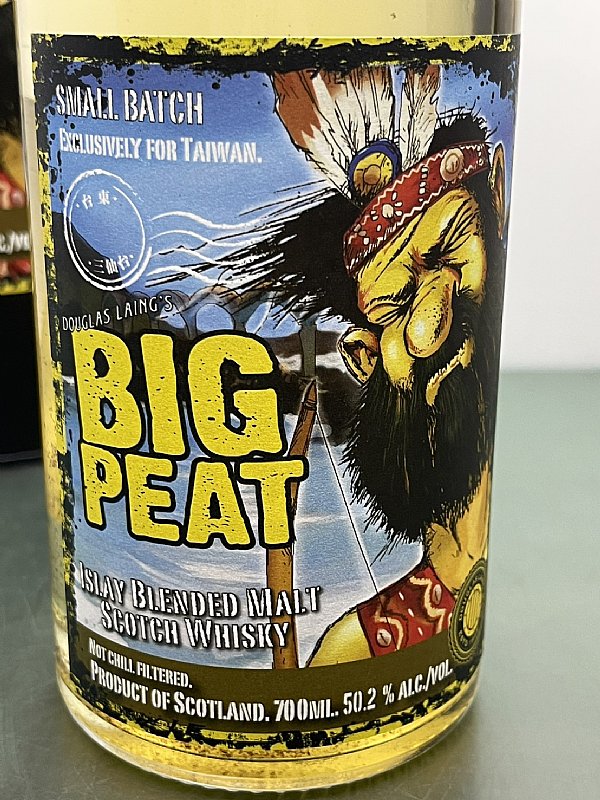 SMALL BATCH
EXCLUSIVELY FOR TAIWAN.
·台東·
三仙台
DOUGLAS LAING'S
BIG
PEAT
ISLAY BLENDED MALT
SCOTCH WHISKY
NOT CHILL FILTERED.
PRODUCT OF SCOTLAND. 700ML. 50.2 % ALC./VOL.